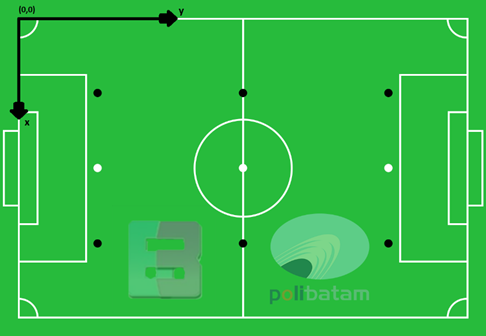 (0,0)
y
x
polibatam